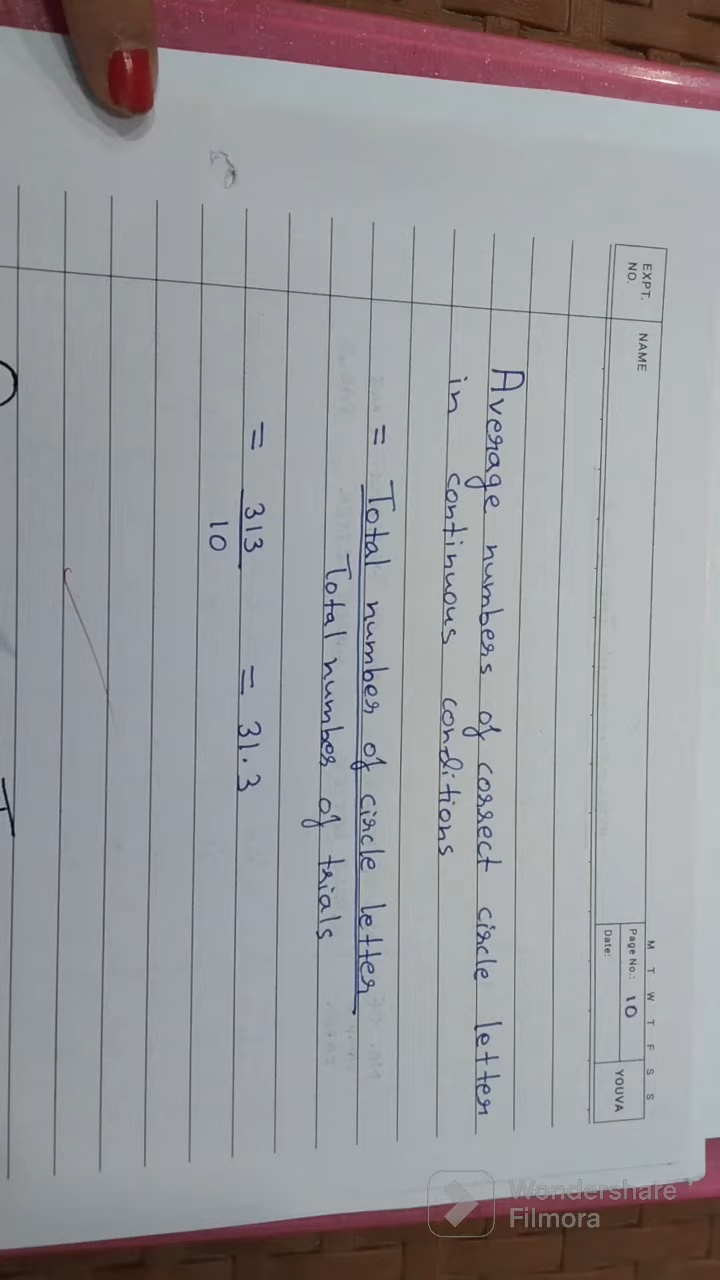 M T W T F S S
EXPT. NO. NAME
Page No.: 10
Date:
YOUVA
Average numbers of correct circle letter
in continuous conditions
= Total number of circle letter
Total number of trials
= 313 = 31.3
10
Wondershare
Filmora